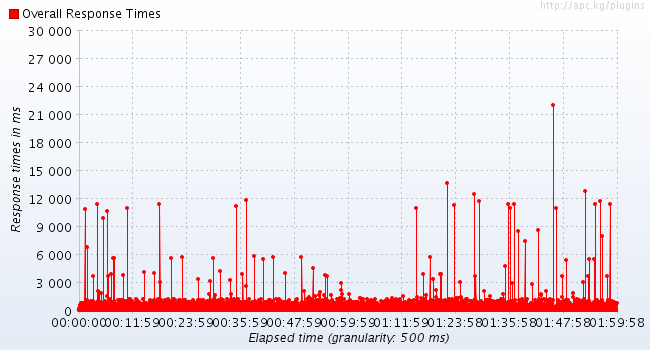 http://apc.kg/plugins
Overall Response Times
30 000
27 000
24 000
21 000
18 000
15 000
12 000
9 000
6 000
3 000
0
Response times in ms
00:00:00 00:11:59 00:23:59 00:35:59 00:47:59 00:59:59 01:11:59 01:23:58 01:35:58 01:47:58 01:59:58
Elapsed time (granularity: 500 ms)